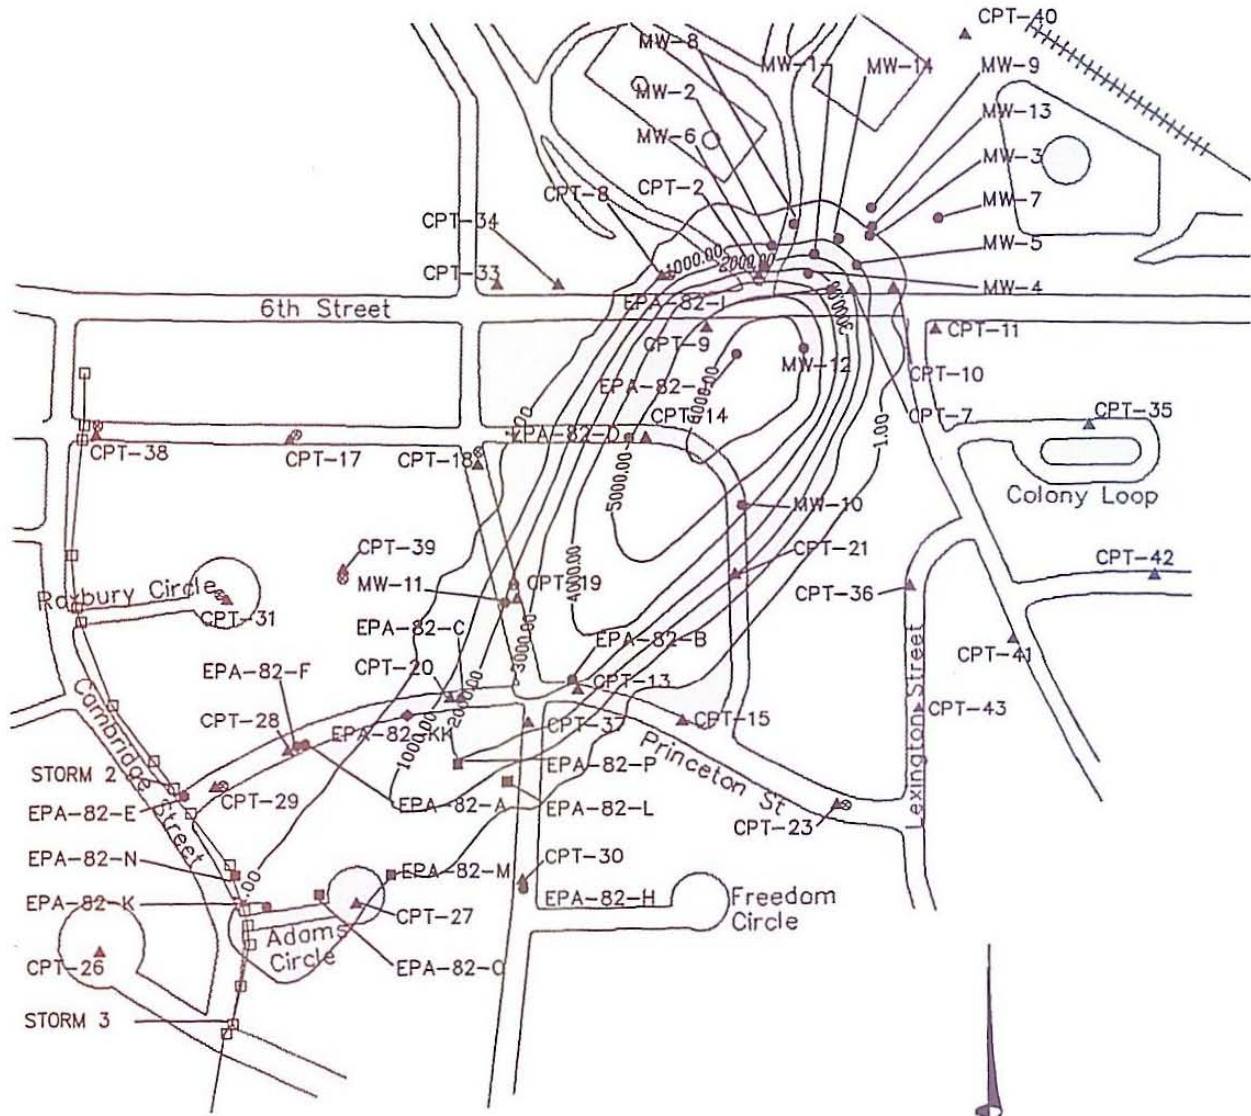 CPT-40
MW-8
MW-1
MW-14
MW-9
MW-2
MW-13
MW-6
MW-3
CPT-8
CPT-2
MW-7
CPT-34
MW-5
1000.00
2000.00
CPT-33
MW-4
3000.00
EPA-82-I
6th Street
CPT-9
CPT-11
MW-12
CPT-10
6000.00
CPT-14
CPT-7
CPT-35
EPA-82-D
1.00
CPT-38
CPT-17
CPT-18
5000.00
Colony Loop
MW-10
CPT-39
CPT-21
CPT-42
MW-11
CPT-19
4000.00
CPT-36
Roxbury Circle
CPT-31
EPA-82-C
EPA-82-B
3000.00
CPT-41
EPA-82-F
CPT-20
CPT-13
Lexington Street
CPT-28
2000.00
CPT-43
EPA-82-KK
CPT-37
CPT-15
1000.00
Cambridge Street
Princeton St
STORM 2
EPA-82-P
CPT-29
EPA-82-A
EPA-82-L
EPA-82-E
CPT-23
EPA-82-N
CPT-30
EPA-82-M
EPA-82-K
EPA-82-H
Freedom
Circle
CPT-27
Adams
Circle
CPT-26
EPA-82-O
STORM 3